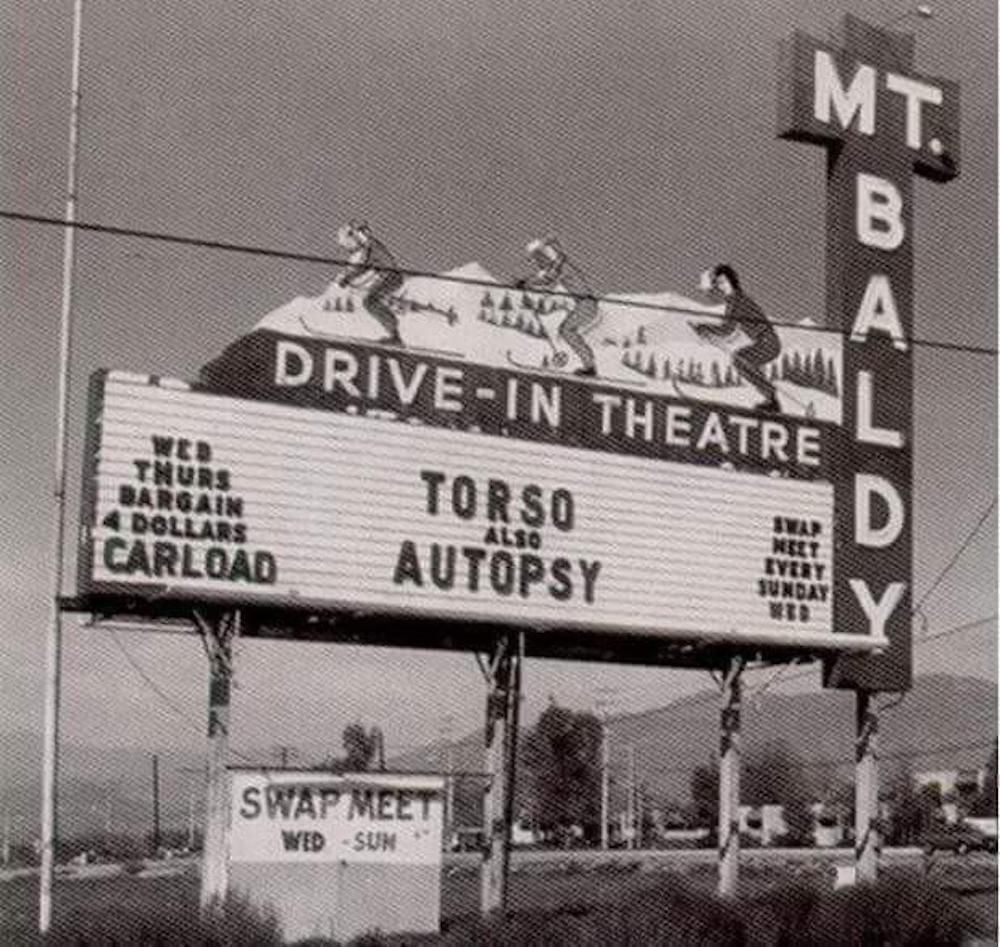 MT.
BALDY
DRIVE-IN THEATRE
WED
THURS
BARGAIN
4 DOLLARS
CARLOAD
TORSO
ALSO
AUTOPSY
SWAP
MEET
EVERY
SUNDAY
WED
SWAP MEET
WED - SUN